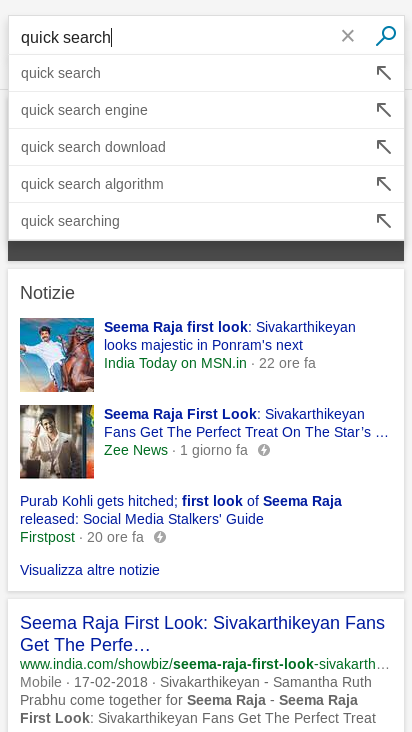 quick search
quick search
quick search engine
quick search download
quick search algorithm
quick searching
Notizie
Seema Raja first look: Sivakarthikeyan
looks majestic in Ponram's next
India Today on MSN.in · 22 ore fa
Seema Raja First Look: Sivakarthikeyan
Fans Get The Perfect Treat On The Star’s …
Zee News · 1 giorno fa
Purab Kohli gets hitched; first look of Seema Raja
released: Social Media Stalkers' Guide
Firstpost · 20 ore fa
Visualizza altre notizie
Seema Raja First Look: Sivakarthikeyan Fans
Get The Perfe…
www.india.com/showbiz/seema-raja-first-look-sivakarth…
Mobile · 17-02-2018 · Sivakarthikeyan - Samantha Ruth
Prabhu come together for Seema Raja - Seema Raja
First Look: Sivakarthikeyan Fans Get The Perfect Treat